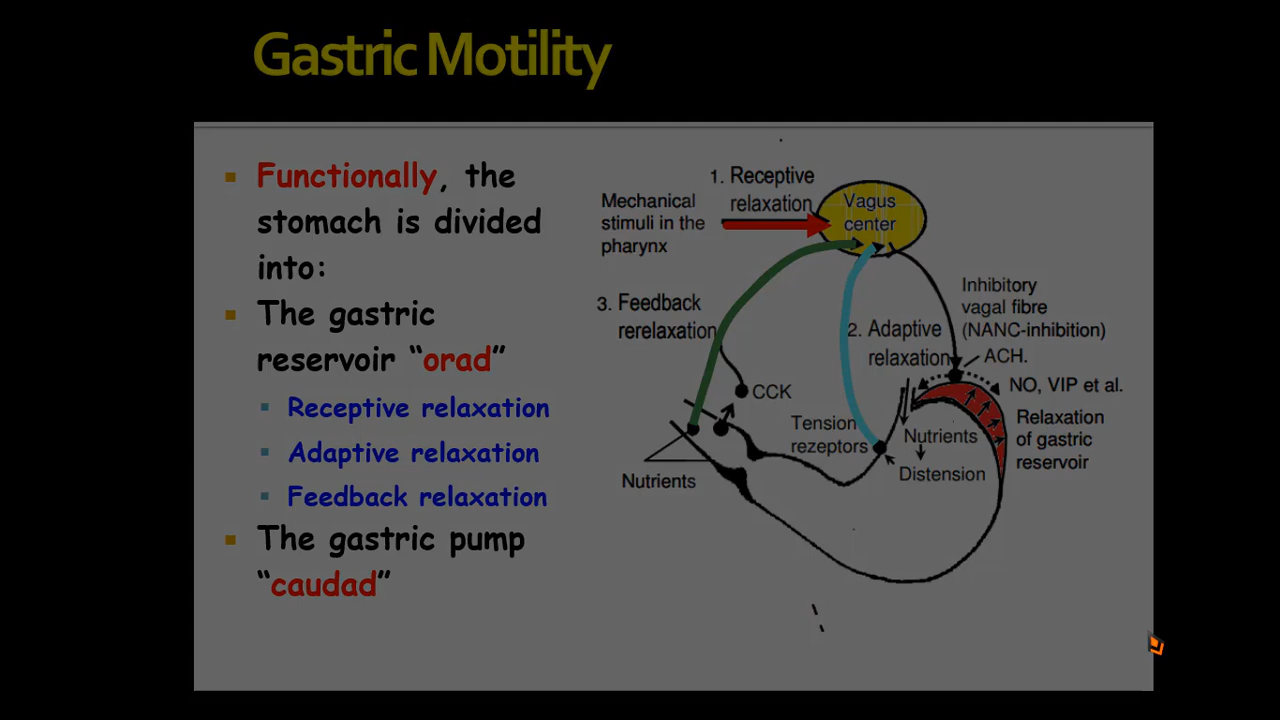 Gastric Motility
Functionally, the
stomach is divided
into:
The gastric
reservoir “orad”
Receptive relaxation
Adaptive relaxation
Feedback relaxation
The gastric pump
“caudad”
1. Receptive
relaxation
Mechanical
stimuli in the
pharynx
Vagus
center
3. Feedback
rerelaxation
2. Adaptive
relaxation
Inhibitory
vagal fibre
(NANC-inhibition)
ACH.
NO, VIP et al.
CCK
Tension
rezeptors
Nutrients
Distension
Relaxation
of gastric
reservoir
Nutrients